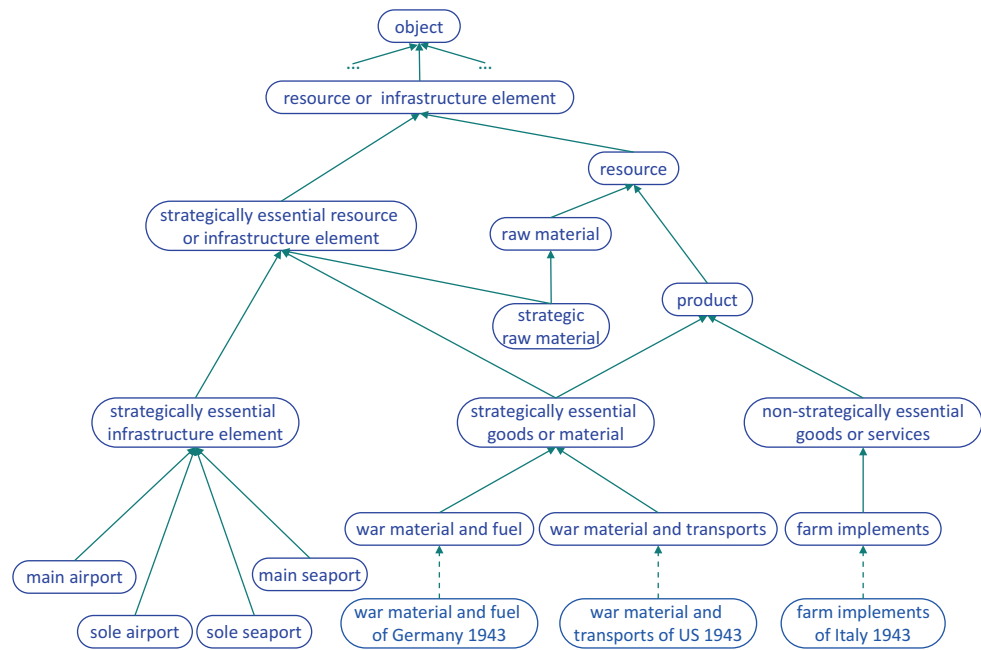 object
...
...
resource or infrastructure element
resource
strategically essential resource
or infrastructure element
raw material
product
strategic
raw material
strategically essential
infrastructure element
strategically essential
goods or material
non-strategically essential
goods or services
war material and fuel
war material and transports
farm implements
main airport
main seaport
sole airport
sole seaport
war material and fuel
of Germany 1943
war material and
transports of US 1943
farm implements
of Italy 1943